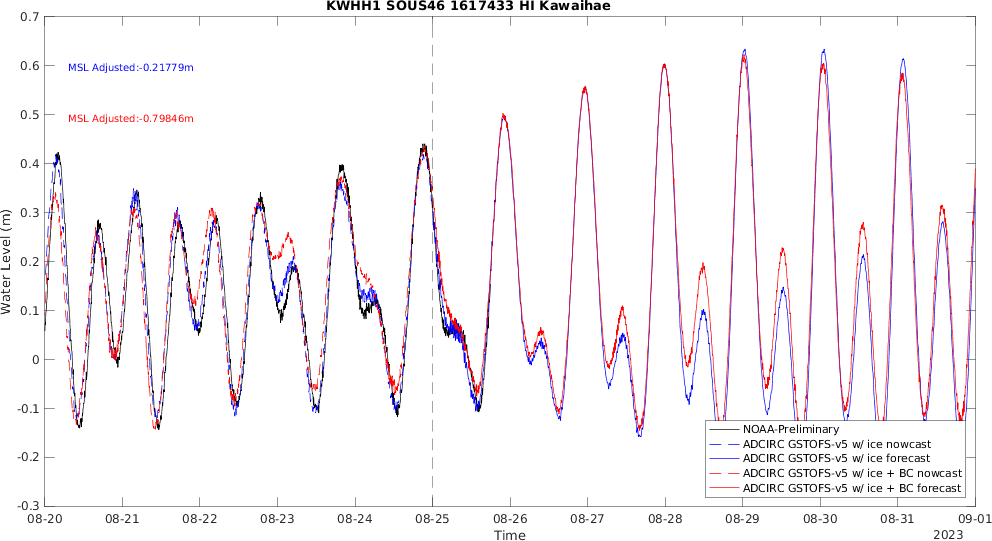 KWHH1 SOUS46 1617433 HI Kawaihae
0.7
0.6
0.5
0.4
0.3
0.2
0.1
0
-0.1
-0.2
-0.3
Water Level (m)
MSL Adjusted:-0.21779m
MSL Adjusted:-0.79846m
NOAA-Preliminary
ADCIRC GSTOFS-v5 w/ ice nowcast
ADCIRC GSTOFS-v5 w/ ice forecast
ADCIRC GSTOFS-v5 w/ ice + BC nowcast
ADCIRC GSTOFS-v5 w/ ice + BC forecast
08-20 08-21 08-22 08-23 08-24 08-25 08-26 08-27 08-28 08-29 08-30 08-31 09-01
Time
2023